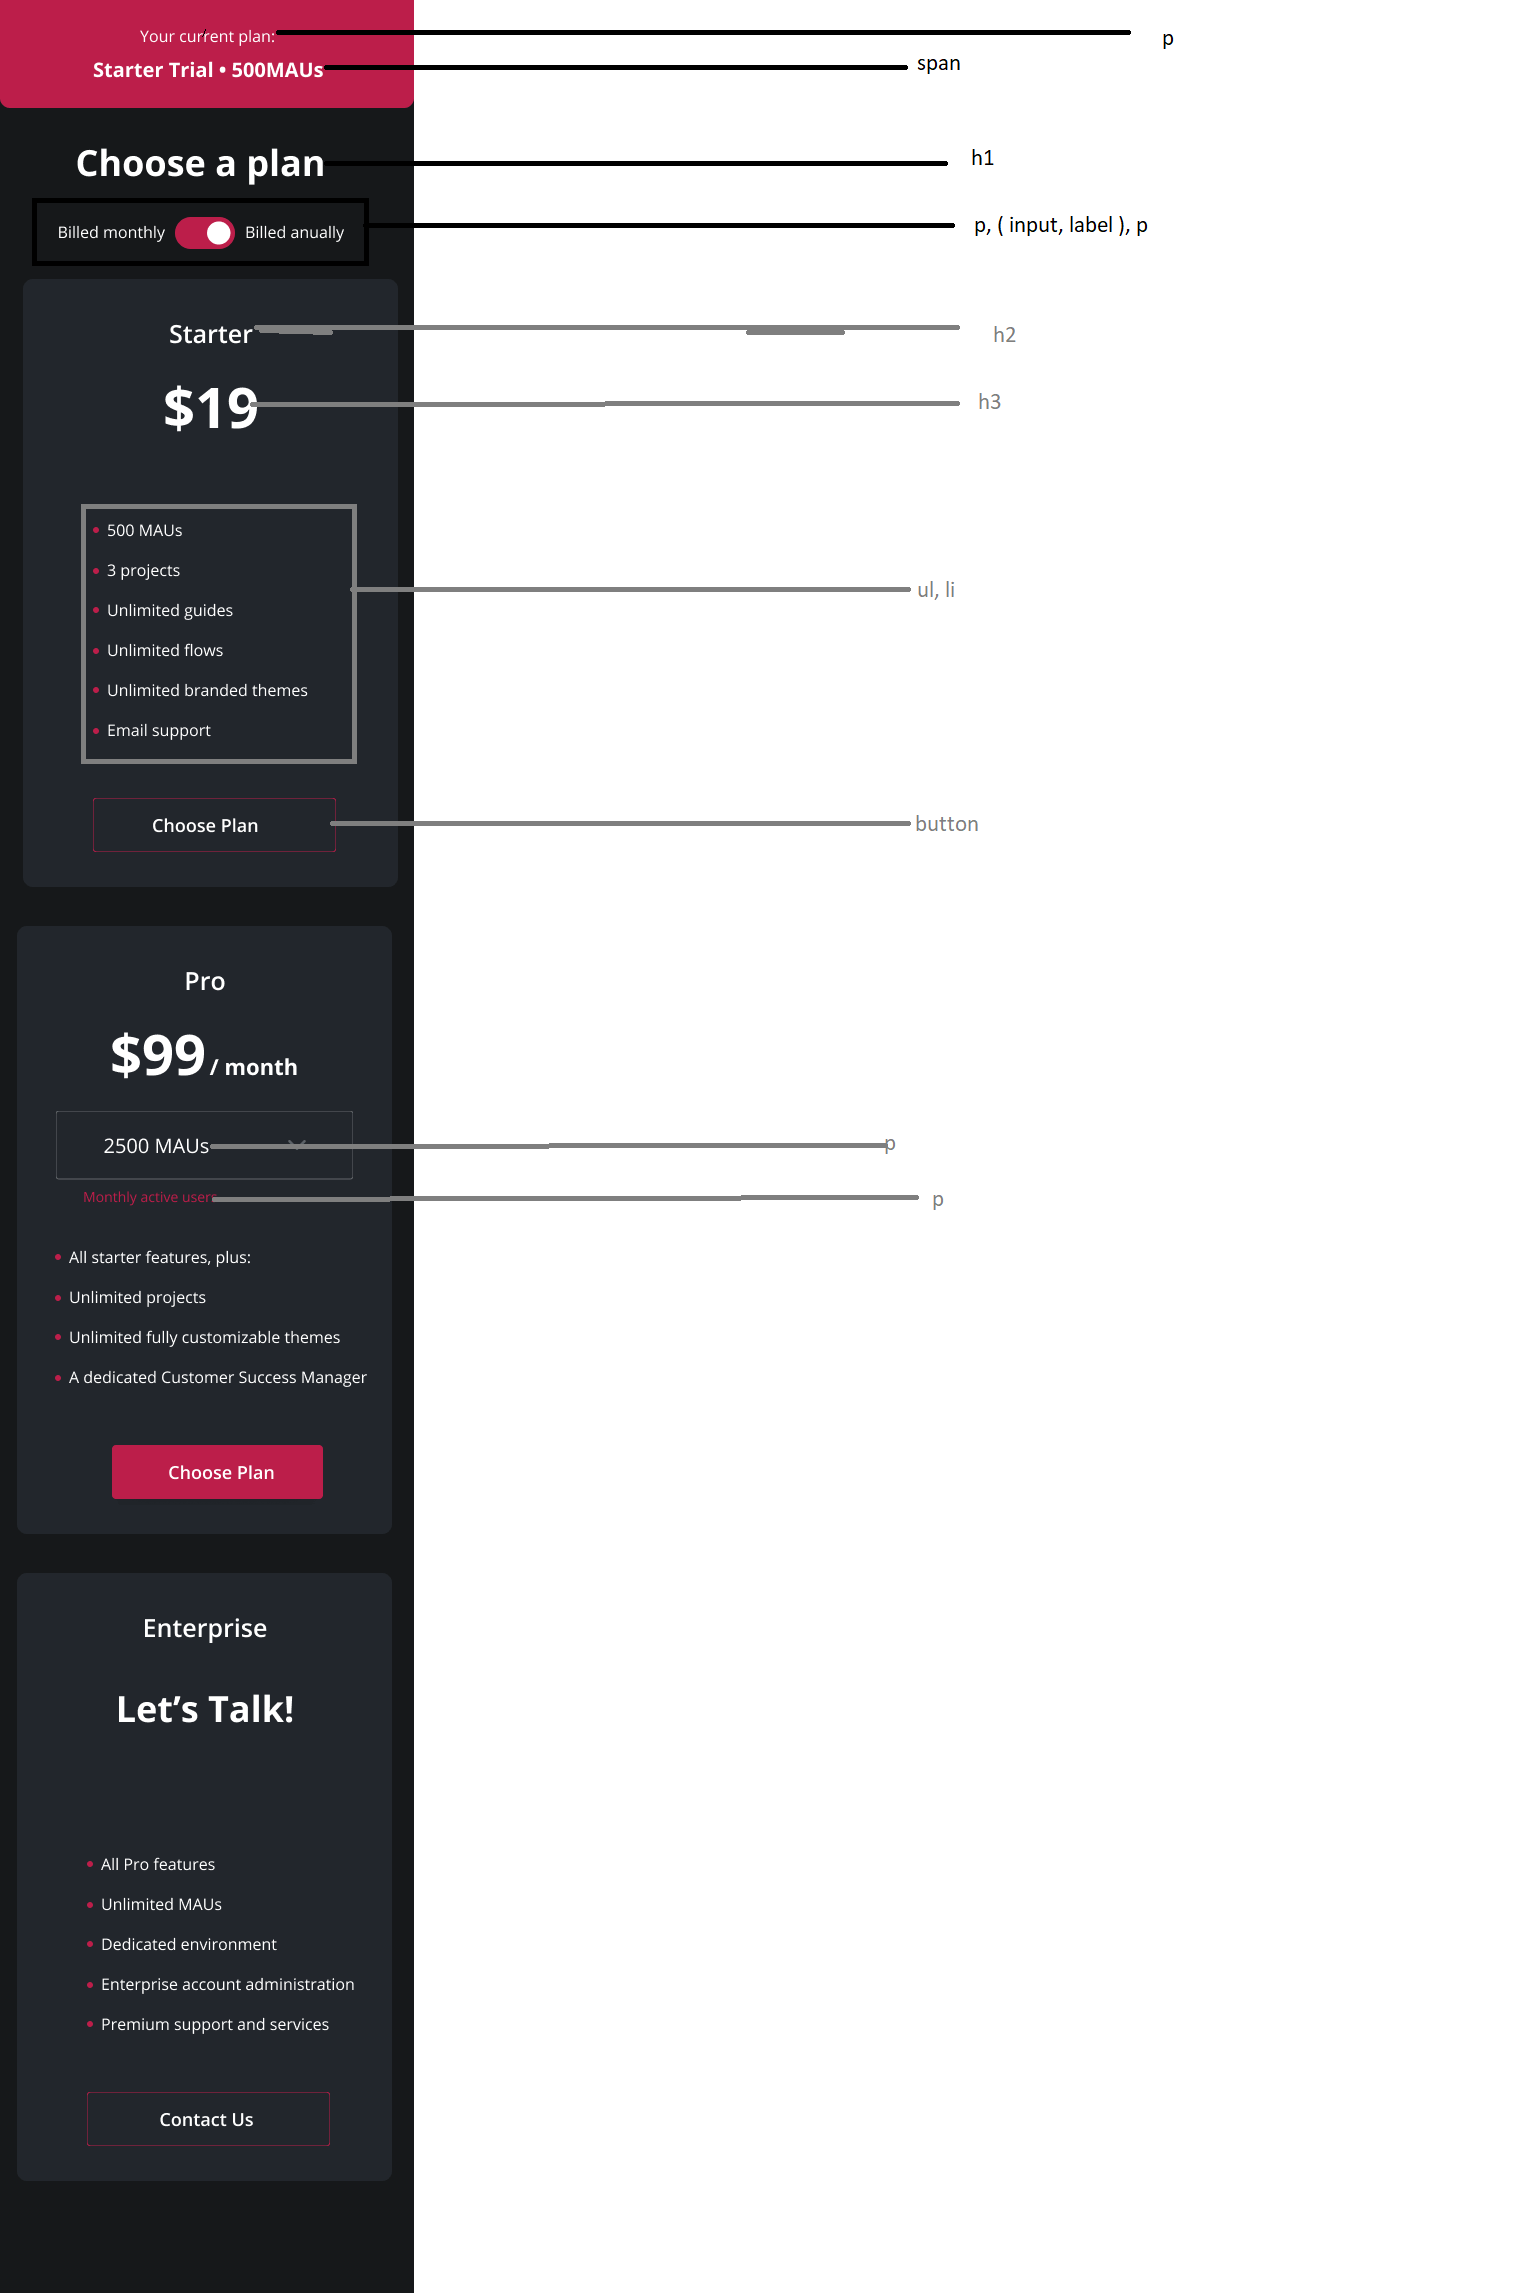 Your current plan:
p
Starter Trial • 500MAUs
span
Choose a plan
h1
Billed monthly
Billed anually
p, ( input, label ), p
Starter
h2
$19
h3
• 500 MAUs
• 3 projects
• Unlimited guides
ul, li
• Unlimited flows
• Unlimited branded themes
• Email support
Choose Plan
button
Pro
$99 / month
2500 MAUs
p
Monthly active users
p
• All starter features, plus:
• Unlimited projects
• Unlimited fully customizable themes
• A dedicated Customer Success Manager
Choose Plan
Enterprise
Let’s Talk!
• All Pro features
• Unlimited MAUs
• Dedicated environment
• Enterprise account administration
• Premium support and services
Contact Us